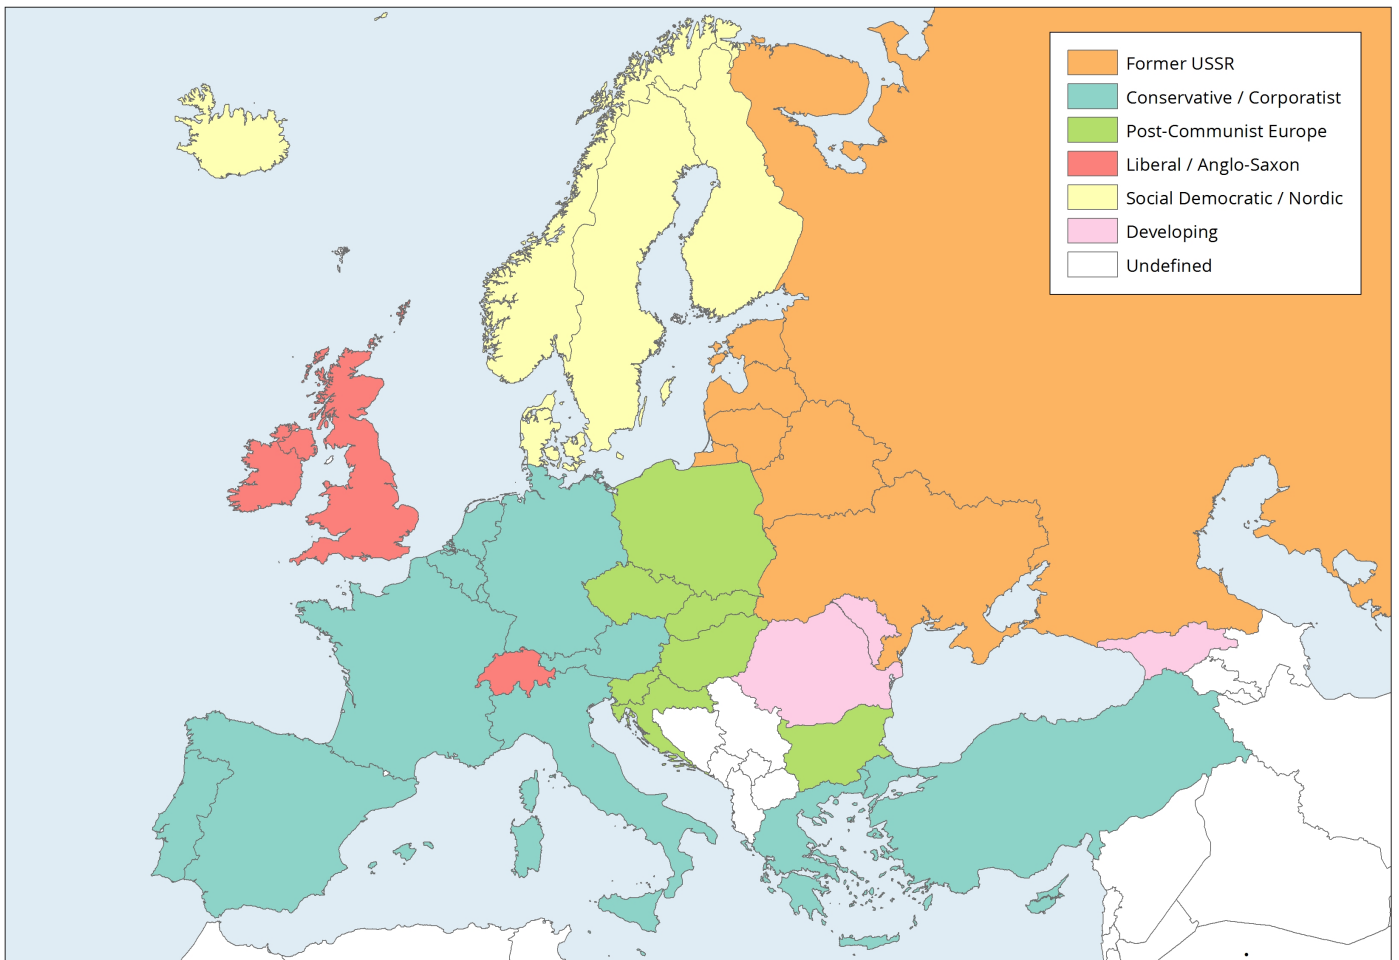 Former USSR
Conservative / Corporatist
Post-Communist Europe
Liberal / Anglo-Saxon
Social Democratic / Nordic
Developing
Undefined